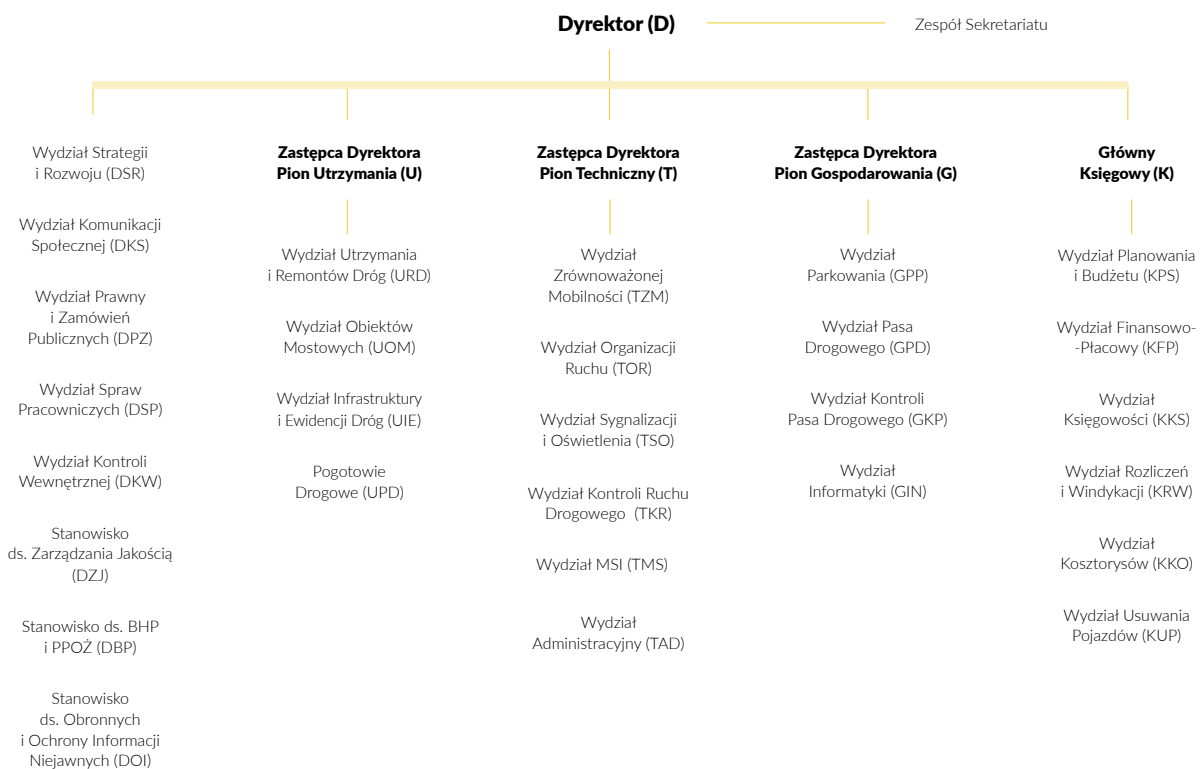 Dyrektor (D)
Zespół Sekretariatu
Wydział Strategii
i Rozwoju (DSR)
Wydział Komunikacji
Społecznej (DKS)
Wydział Prawny
i Zamówień
Publicznych (DPZ)
Wydział Spraw
Pracowniczych (DSP)
Wydział Kontroli
Wewnętrznej (DKW)
Stanowisko
ds. Zarządzania Jakością
(DZJ)
Stanowisko ds. BHP
i PPOŻ (DBP)
Stanowisko
ds. Obronnych
i Ochrony Informacji
Niejawnych (DOI)
Zastępca Dyrektora
Pion Utrzymania (U)
Wydział Utrzymania
i Remontów Dróg (URD)
Wydział Obiektów
Mostowych (UOM)
Wydział Infrastruktury
i Ewidencji Dróg (UIE)
Pogotowie
Drogowe (UPD)
Zastępca Dyrektora
Pion Techniczny (T)
Wydział
Zrównoważonej
Mobilności (TZM)
Wydział Organizacji
Ruchu (TOR)
Wydział Sygnalizacji
i Oświetlenia (TSO)
Wydział Kontroli Ruchu
Drogowego (TKR)
Wydział MSI (TMS)
Wydział
Administracyjny (TAD)
Zastępca Dyrektora
Pion Gospodarowania (G)
Wydział
Parkowania (GPP)
Wydział Pasa
Drogowego (GPD)
Wydział Kontroli
Pasa Drogowego (GKP)
Wydział
Informatyki (GIN)
Główny
Księgowy (K)
Wydział Planowania
i Budżetu (KPS)
Wydział Finansowo-
-Płacowy (KFP)
Wydział
Księgowości (KKS)
Wydział Rozliczeń
i Windykacji (KRW)
Wydział
Kosztorysów (KKO)
Wydział Usuwania
Pojazdów (KUP)